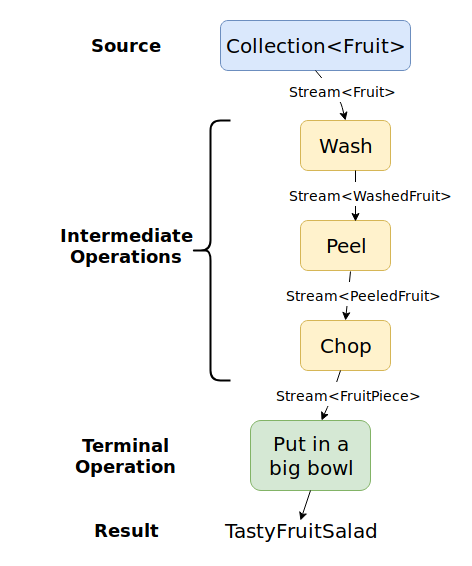 Source
Collection<Fruit>
Stream<Fruit>
Wash
Stream<WashedFruit>
Intermediate
Operations
Peel
Stream<PeeledFruit>
Chop
Stream<FruitPiece>
Terminal
Operation
Put in a
big bowl
Result
TastyFruitSalad